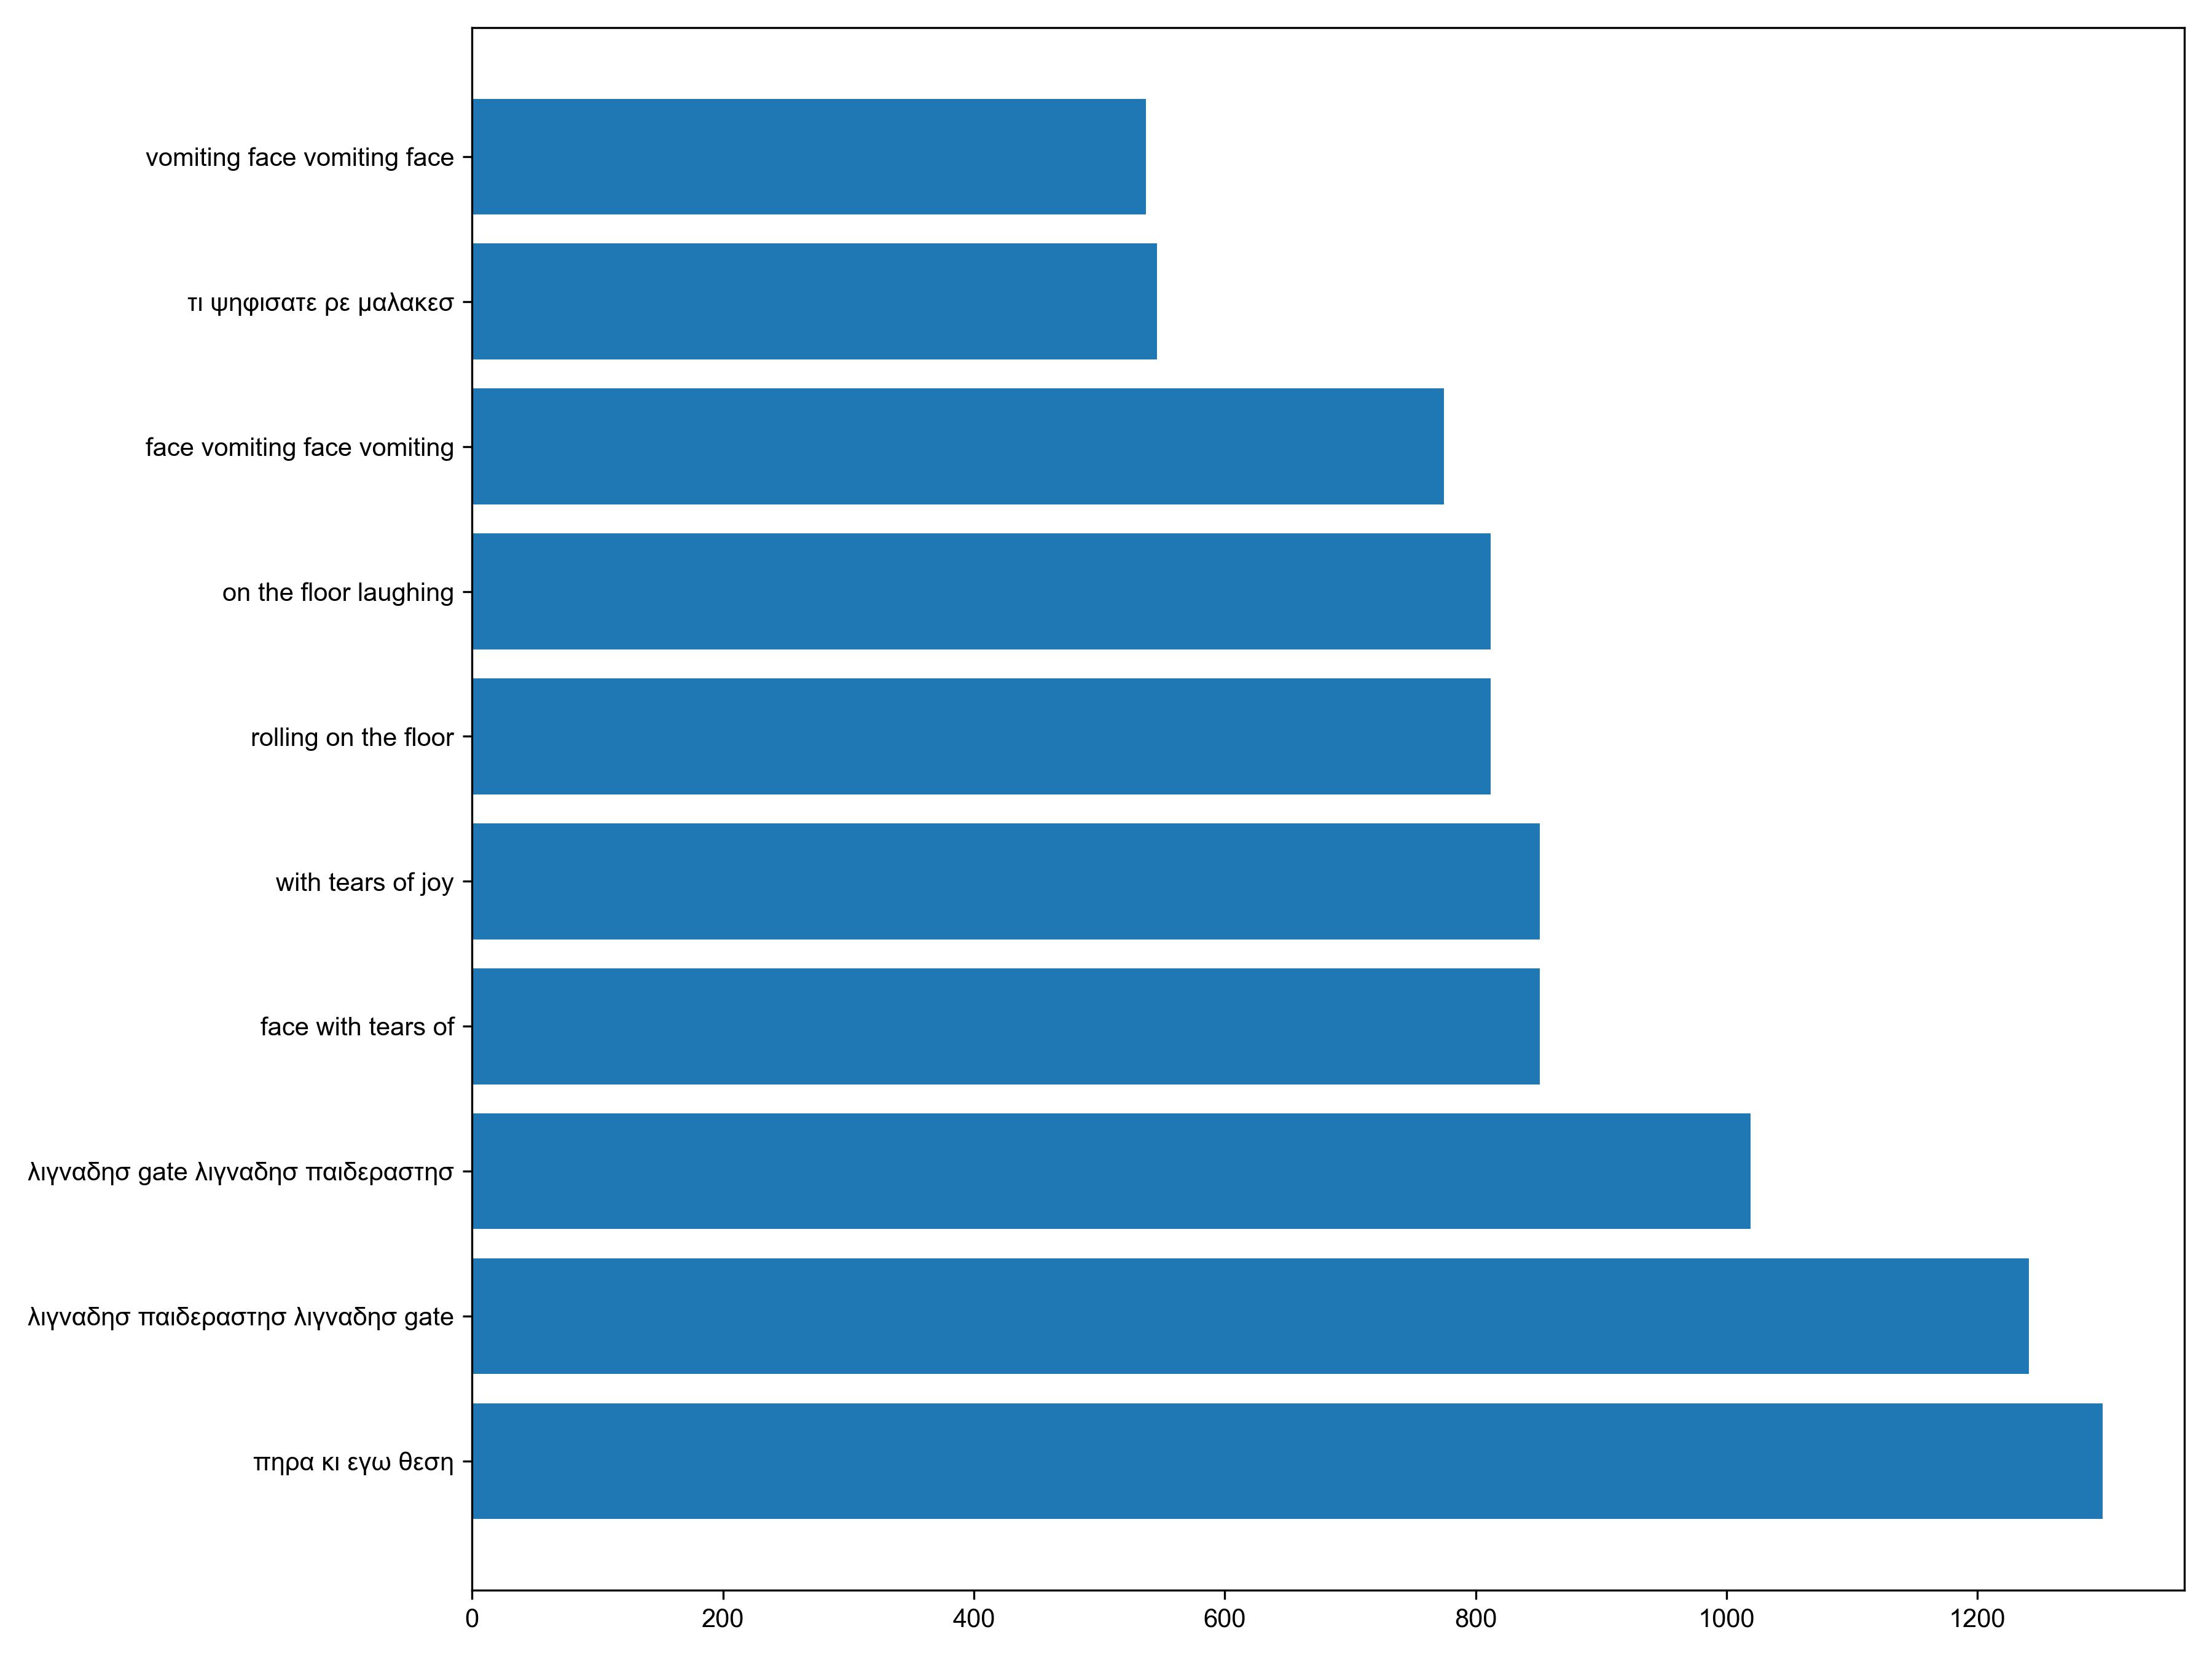 vomiting face vomiting face
τι ψηφισατε ρε μαλακεσ
face vomiting face vomiting
on the floor laughing
rolling on the floor
with tears of joy
face with tears of
λιγναδησ gate λιγναδησ παιδεραστησ
λιγναδησ παιδεραστησ λιγναδησ gate
πηρα κι εγω θεση
0 200 400 600 800 1000 1200